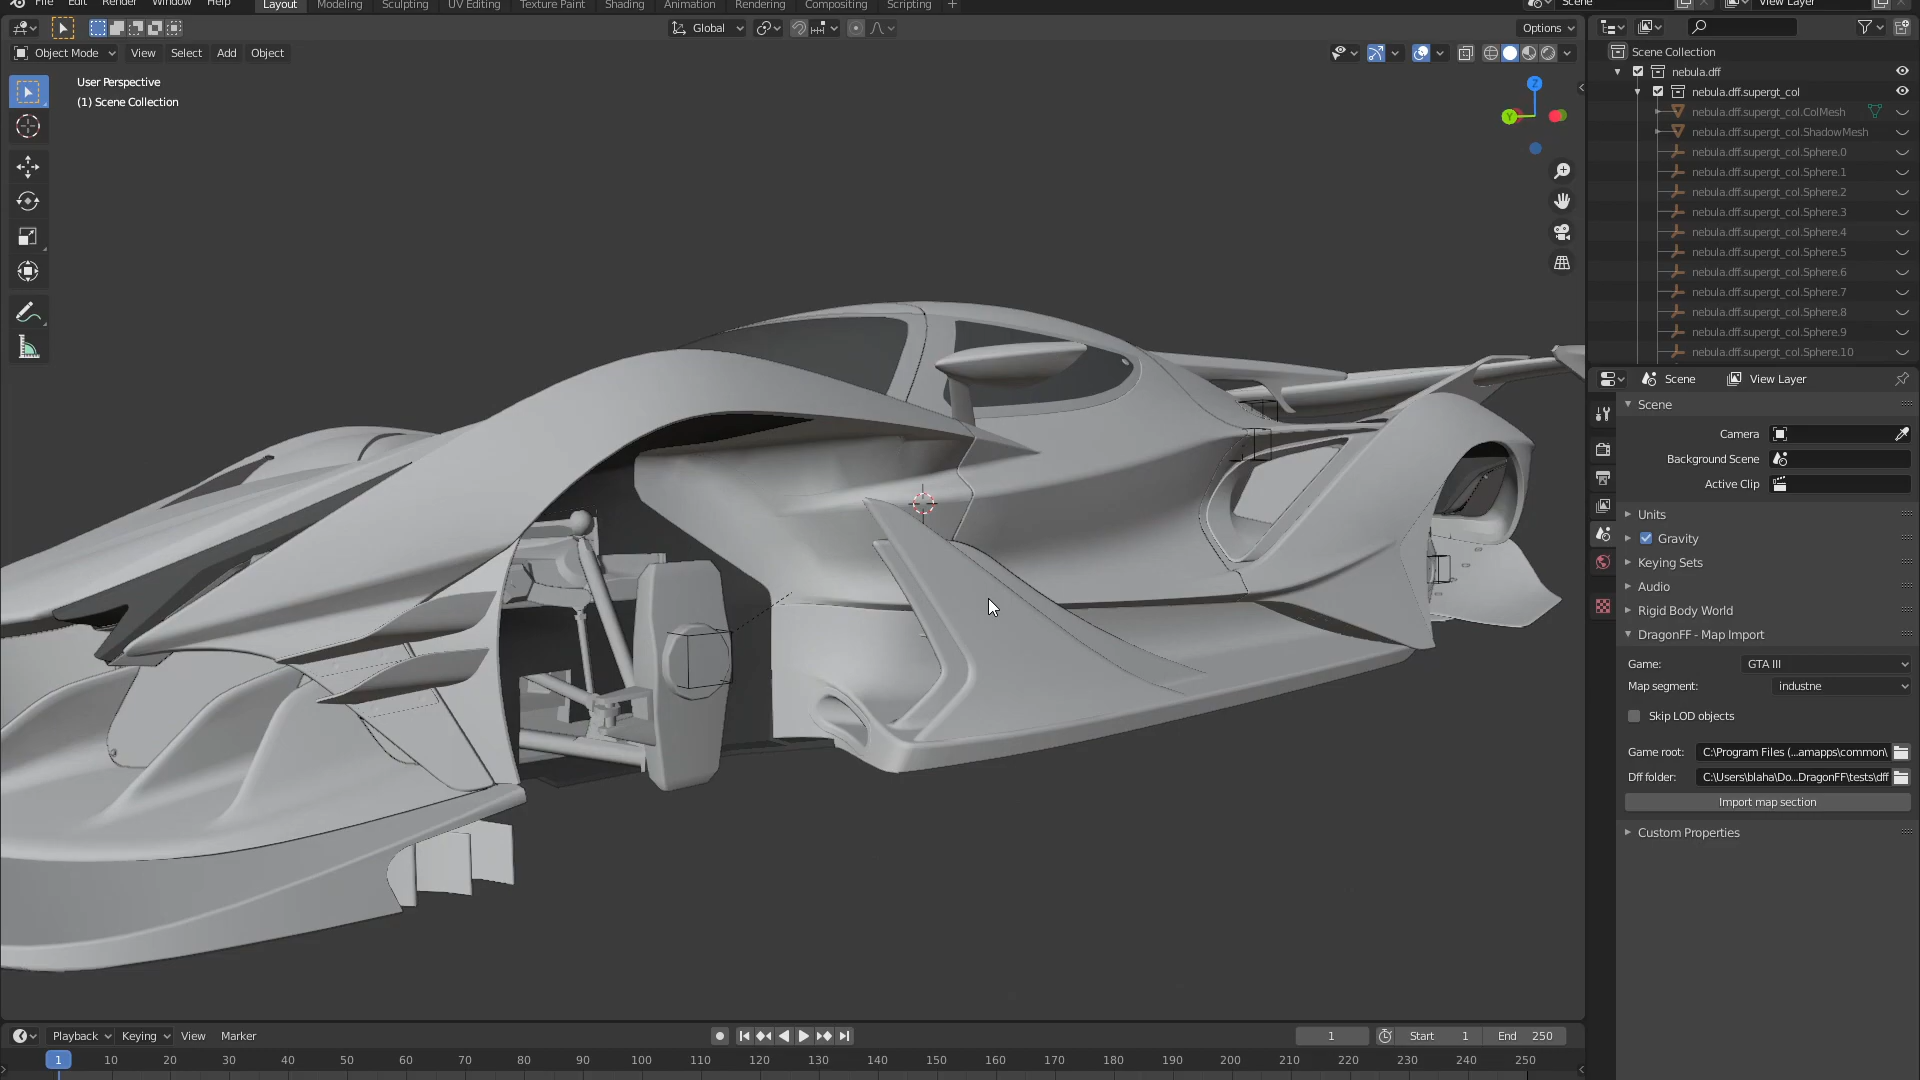 File Edit Render Window Help Layout Modeling Sculpting UV Editing Texture Paint Shading Animation Rendering Compositing Scripting + Scene View Layer
Global Options
Object Mode View Select Add Object
User Perspective
(1) Scene Collection
Z
Y
Scene Collection
nebula.dff
nebula.dff.supergt_col
nebula.dff.supergt_col.ColMesh
nebula.dff.supergt_col.ShadowMesh
nebula.dff.supergt_col.Sphere.0
nebula.dff.supergt_col.Sphere.1
nebula.dff.supergt_col.Sphere.2
nebula.dff.supergt_col.Sphere.3
nebula.dff.supergt_col.Sphere.4
nebula.dff.supergt_col.Sphere.5
nebula.dff.supergt_col.Sphere.6
nebula.dff.supergt_col.Sphere.7
nebula.dff.supergt_col.Sphere.8
nebula.dff.supergt_col.Sphere.9
nebula.dff.supergt_col.Sphere.10
Scene View Layer
Scene
Camera
Background Scene
Active Clip
Units
Gravity
Keying Sets
Audio
Rigid Body World
DragonFF - Map Import
Game: GTA III
Map segment: industne
Skip LOD objects
Game root: C:\Program Files (...amapps\common\
Dff folder: C:\Users\blaha\Do...DragonFF\tests\dff
Import map section
Custom Properties
Playback Keying View Marker 1 Start 1 End 250
1 10 20 30 40 50 60 70 80 90 100 110 120 130 140 150 160 170 180 190 200 210 220 230 240 250